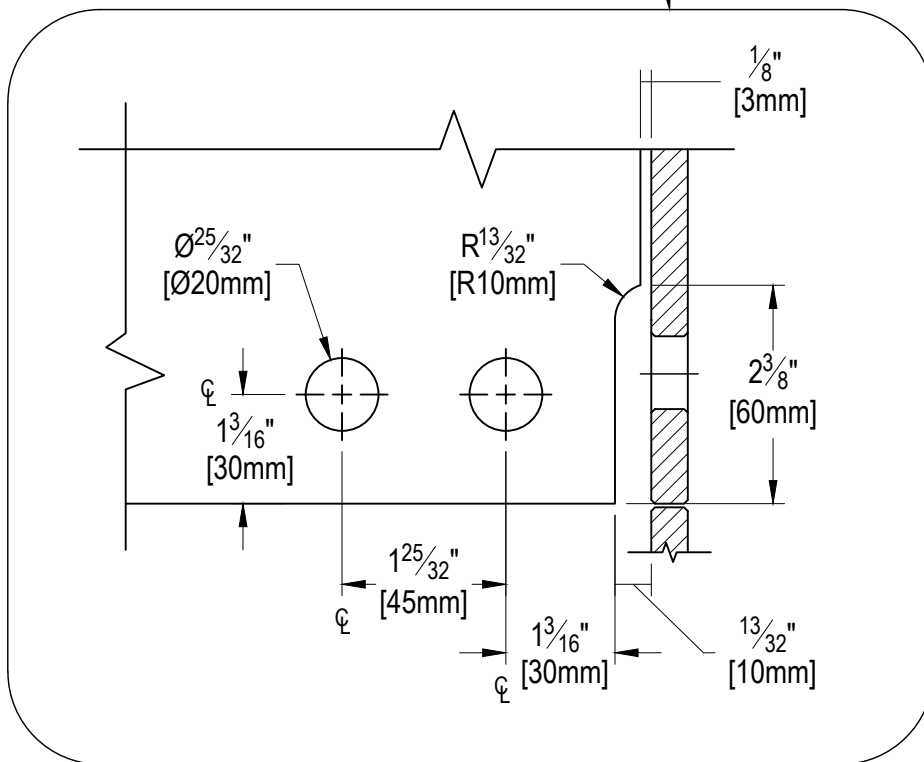 1⁄8"
[3mm]
Ø25⁄32"
[Ø20mm]
R13⁄32"
[R10mm]
℄
1 3⁄16"
[30mm]
2 3⁄8"
[60mm]
1 25⁄32"
[45mm]
℄
1 3⁄16"
[30mm]
℄
13⁄32"
[10mm]